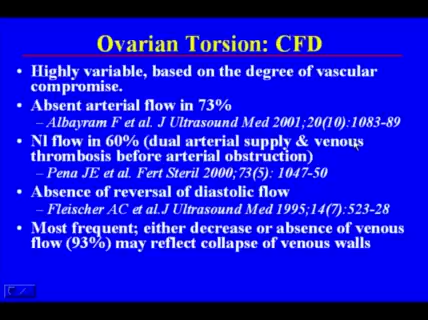 Ovarian Torsion: CFD
• Highly variable, based on the degree of vascular
compromise.
• Absent arterial flow in 73%
– Albayram F et al. J Ultrasound Med 2001;20(10):1083-89
• Nl flow in 60% (dual arterial supply & venous
thrombosis before arterial obstruction)
– Pena JE et al. Fert Steril 2000;73(5): 1047-50
• Absence of reversal of diastolic flow
– Fleischer AC et al.J Ultrasound Med 1995;14(7):523-28
• Most frequent; either decrease or absence of venous
flow (93%) may reflect collapse of venous walls